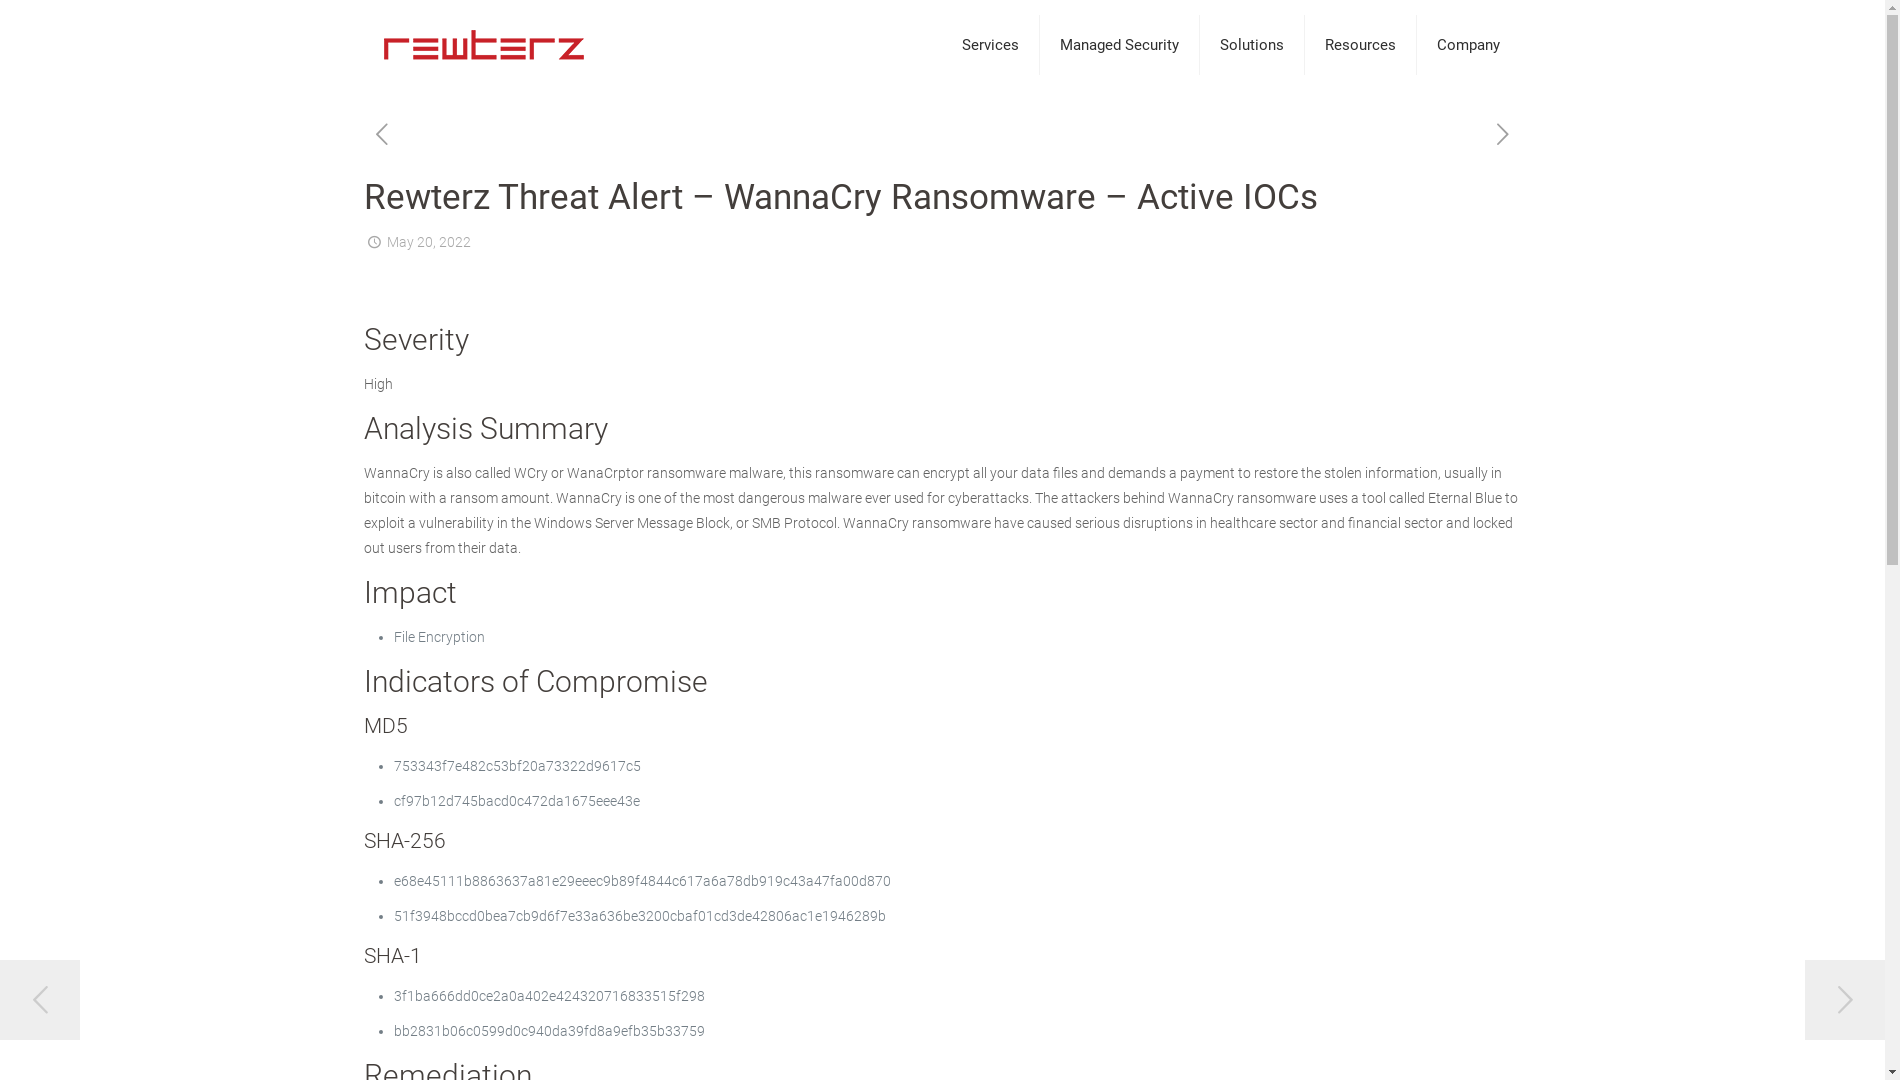 rewterz
Services
Managed Security
Solutions
Resources
Company
Rewterz Threat Alert – WannaCry Ransomware – Active IOCs
May 20, 2022
Severity
High
Analysis Summary
WannaCry is also called WCry or WanaCrptor ransomware malware, this ransomware can encrypt all your data files and demands a payment to restore the stolen information, usually in
bitcoin with a ransom amount. WannaCry is one of the most dangerous malware ever used for cyberattacks. The attackers behind WannaCry ransomware uses a tool called Eternal Blue to
exploit a vulnerability in the Windows Server Message Block, or SMB Protocol. WannaCry ransomware have caused serious disruptions in healthcare sector and financial sector and locked
out users from their data.
Impact
File Encryption
Indicators of Compromise
MD5
753343f7e482c53bf20a73322d9617c5
cf97b12d745bacd0c472da1675eee43e
SHA-256
e68e45111b8863637a81e29eeec9b89f4844c617a6a78db919c43a47fa00d870
51f3948bccd0bea7cb9d6f7e33a636be3200cbaf01cd3de42806ac1e1946289b
SHA-1
3f1ba666dd0ce2a0a402e424320716833515f298
bb2831b06c0599d0c940da39fd8a9efb35b33759
Remediation